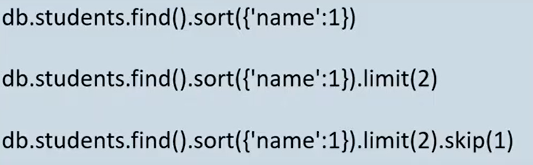 db.students.find().sort({'name':1})
db.students.find().sort({'name':1}).limit(2)
db.students.find().sort({'name':1}).limit(2).skip(1)